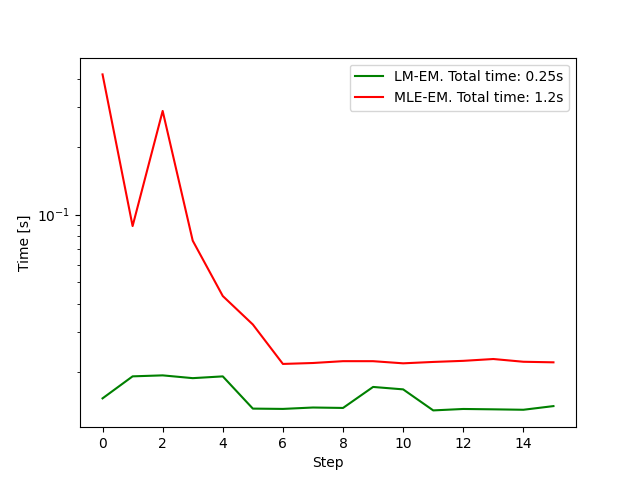 LM-EM. Total time: 0.25s
MLE-EM. Total time: 1.2s
Time [s]
10⁻¹
0 2 4 6 8 10 12 14
Step